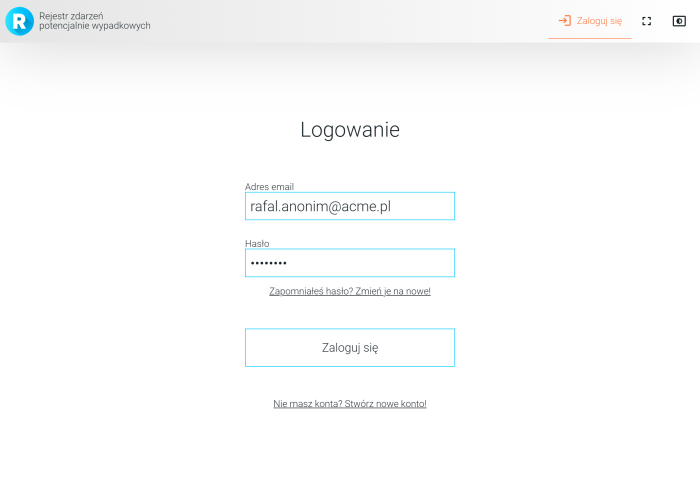 R
Rejestr zdarzeń
potencjalnie wypadkowych
Zaloguj się
Logowanie
Adres email
rafal.anonim@acme.pl
Hasło
••••••••
Zapomniałeś hasło? Zmień je na nowe!
Zaloguj się
Nie masz konta? Stwórz nowe konto!